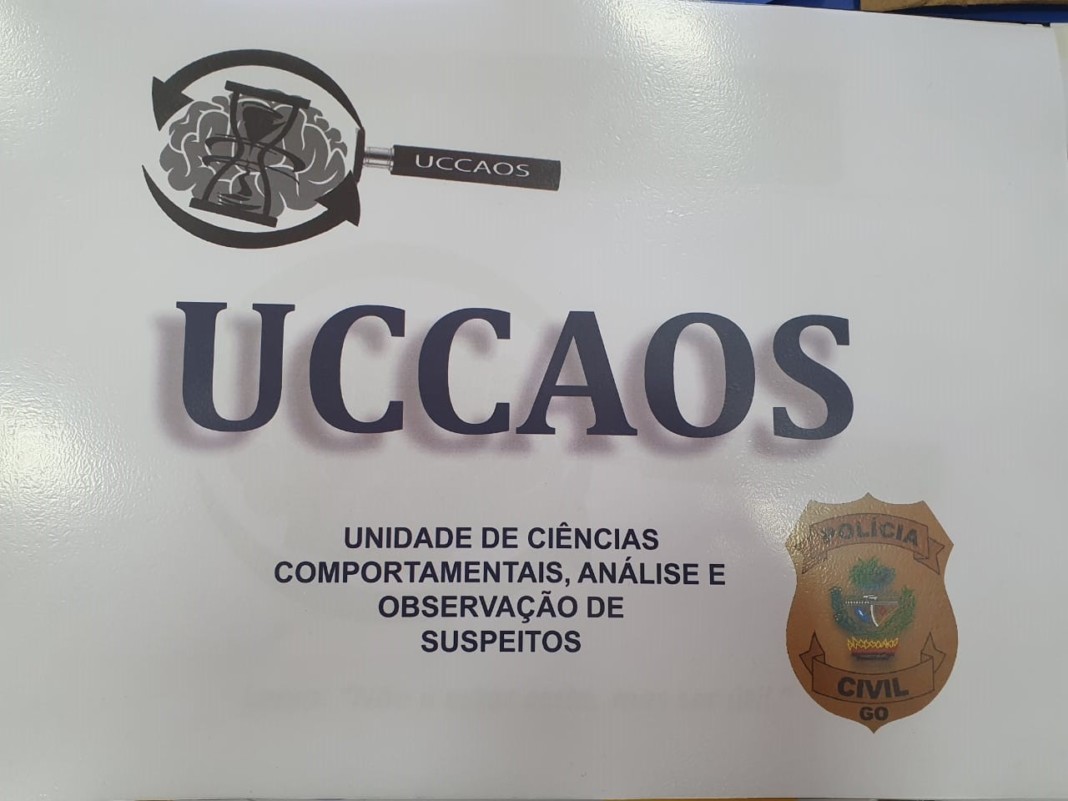 UCCAOS
UCCAOS
UNIDADE DE CIÊNCIAS
COMPORTAMENTAIS, ANÁLISE E
OBSERVAÇÃO DE
SUSPEITOS
POLÍCIA
CIVIL
GO